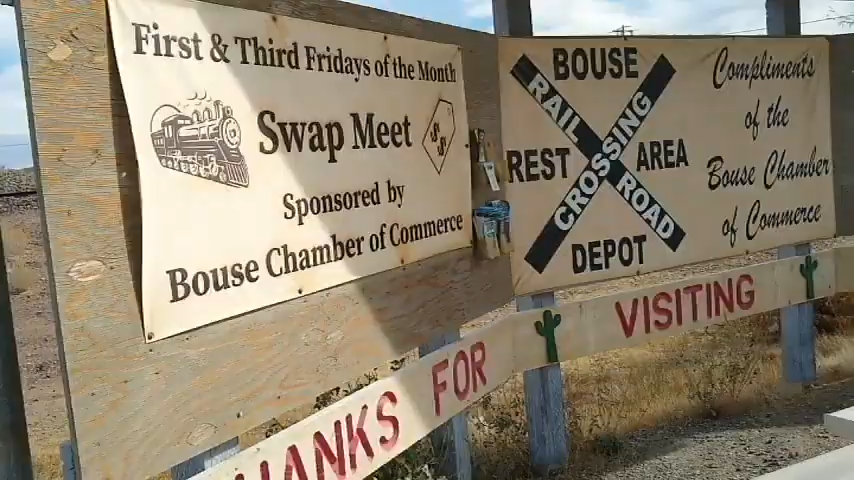 First & Third Fridays of the Month
Swap Meet
$$
Sponsored by
Bouse Chamber of Commerce
BOUSE
RAIL ROAD
CROSSING
REST AREA
DEPOT
Compliments
of the
Bouse Chamber
of Commerce
THANKS FOR VISITING